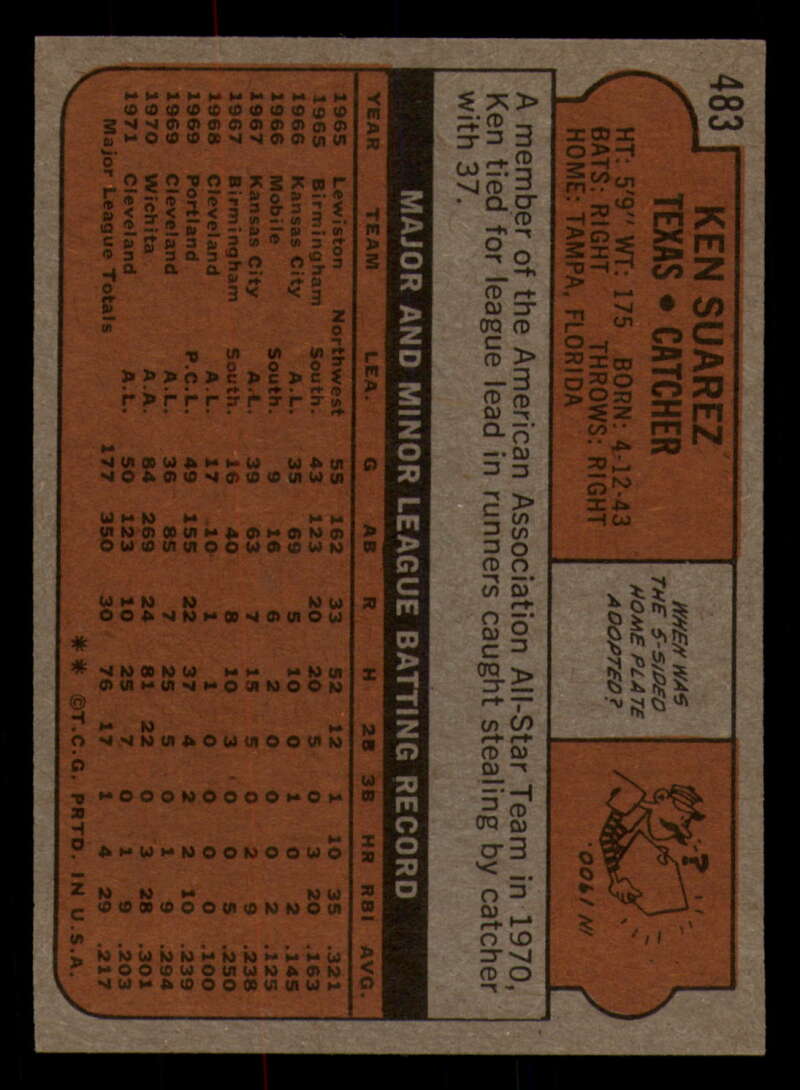 483
KEN SUAREZ
TEXAS • CATCHER
HT: 5'9" WT: 175 BORN: 4-12-43
BATS: RIGHT THROWS: RIGHT
HOME: TAMPA, FLORIDA
WHEN WAS
THE 5-SIDED
HOME PLATE
ADOPTED?
?
IN 1900.
A member of the American Association All-Star Team in 1970,
Ken tied for league lead in runners caught stealing by catcher
with 37.
MAJOR AND MINOR LEAGUE BATTING RECORD
YEAR TEAM LEA. G AB R H 2B 3B HR RBI AVG.
1965 Lewiston Northwest 55 162 33 52 12 1 10 35 .321
1965 Birmingham South. 43 123 20 20 5 0 3 20 .163
1966 Kansas City A.L. 35 69 5 10 0 1 0 2 .145
1966 Mobile South. 9 16 6 2 0 0 0 2 .125
1967 Kansas City A.L. 39 63 7 15 5 0 2 9 .238
1967 Birmingham South. 16 40 8 10 3 0 0 5 .250
1968 Cleveland A.L. 17 10 1 1 0 0 0 0 .100
1969 Portland P.C.L. 49 155 22 37 4 2 2 10 .239
1969 Cleveland A.L. 36 85 7 25 5 0 1 9 .294
1970 Wichita A.A. 84 269 24 81 22 0 3 28 .301
1971 Cleveland A.L. 50 123 10 25 7 0 1 9 .203
Major League Totals 177 350 30 76 17 1 4 29 .217
** ©T.C.G. PRTD. IN U.S.A.